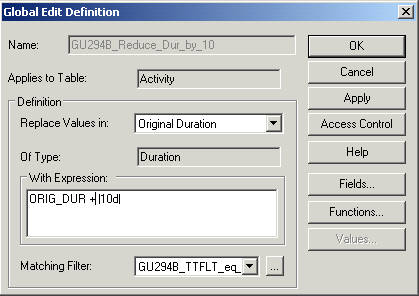 Global Edit Definition
Name: GU294B_Reduce_Dur_by_10
OK
Applies to Table: Activity
Cancel
Definition
Apply
Replace Values in: Original Duration
Access Control
Of Type: Duration
Help
With Expression:
Fields...
ORIG_DUR +|10d|
Functions...
Values...
Matching Filter: GU294B_TTFLT_eq_ ...